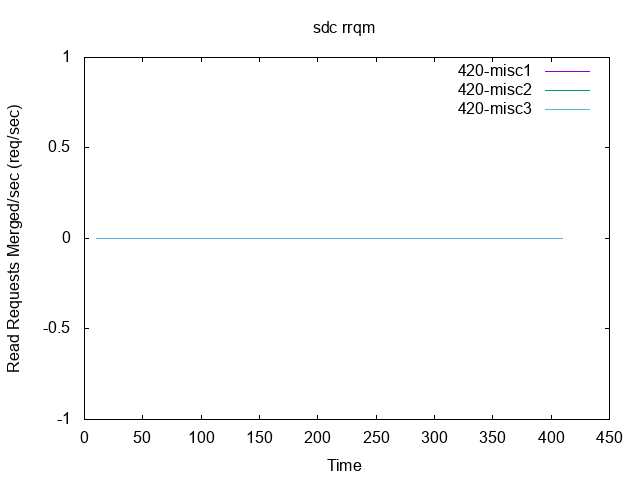 sdc rrqm
420-misc1
420-misc2
420-misc3
Read Requests Merged/sec (req/sec)
1
0.5
0
-0.5
-1
0 50 100 150 200 250 300 350 400 450
Time